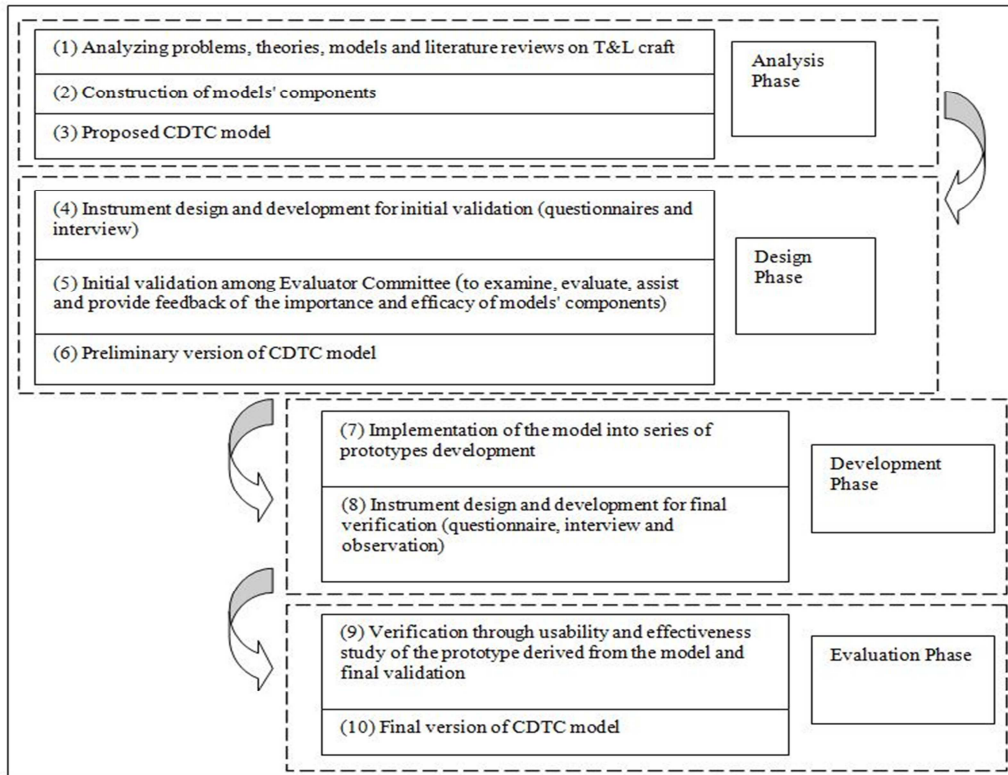 (1) Analyzing problems, theories, models and literature reviews on T&L craft
(2) Construction of models' components
(3) Proposed CDTC model
Analysis
Phase
(4) Instrument design and development for initial validation (questionnaires and
interview)
(5) Initial validation among Evaluator Committee (to examine, evaluate, assist
and provide feedback of the importance and efficacy of models' components)
(6) Preliminary version of CDTC model
Design
Phase
(7) Implementation of the model into series of
prototypes development
(8) Instrument design and development for final
verification (questionnaire, interview and
observation)
Development
Phase
(9) Verification through usability and effectiveness
study of the prototype derived from the model and
final validation
(10) Final version of CDTC model
Evaluation Phase